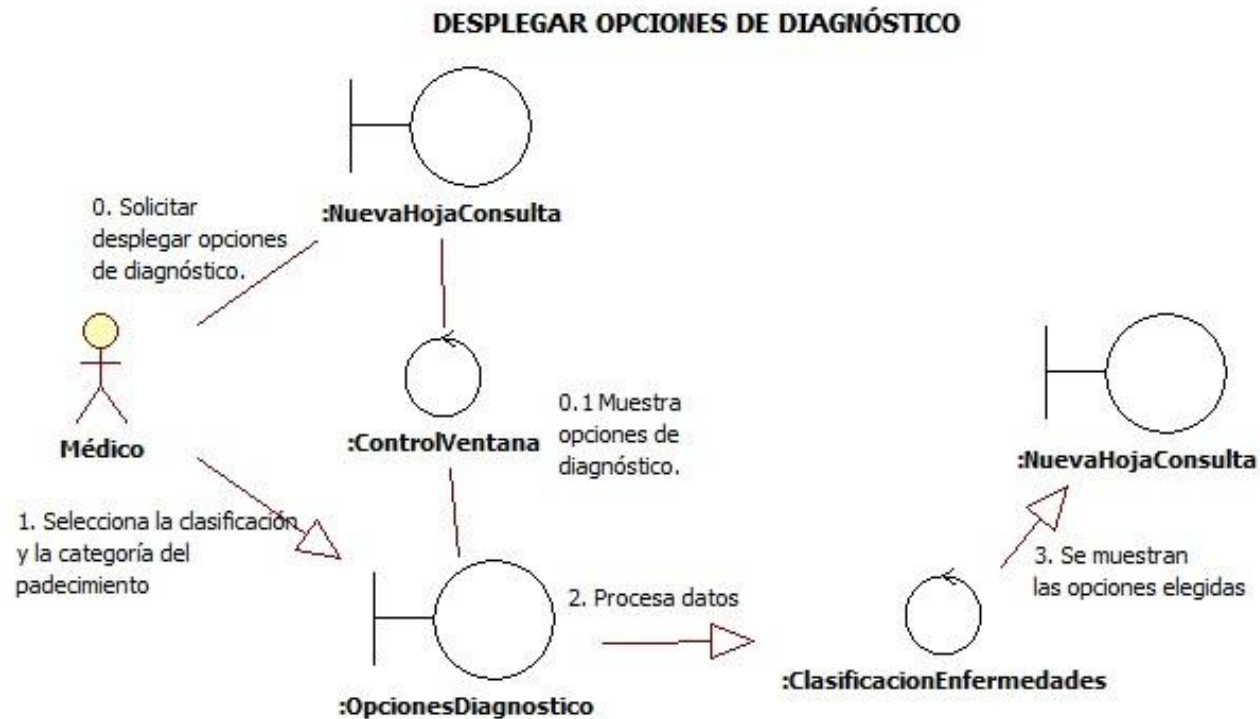 DESPLEGAR OPCIONES DE DIAGNÓSTICO
:NuevaHojaConsulta
0. Solicitar
desplegar opciones
de diagnóstico.
Médico
:ControlVentana
0.1 Muestra
opciones de
diagnóstico.
:NuevaHojaConsulta
1. Selecciona la clasificación
y la categoría del
padecimiento
2. Procesa datos
3. Se muestran
las opciones elegidas
:OpcionesDiagnostico
:ClasificacionEnfermedades